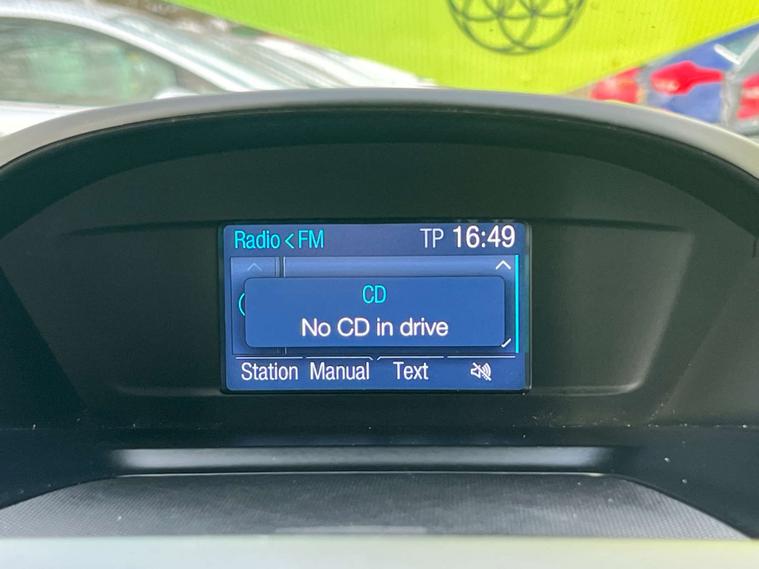 Radio < FM TP 16:49
CD
No CD in drive
Station Manual Text